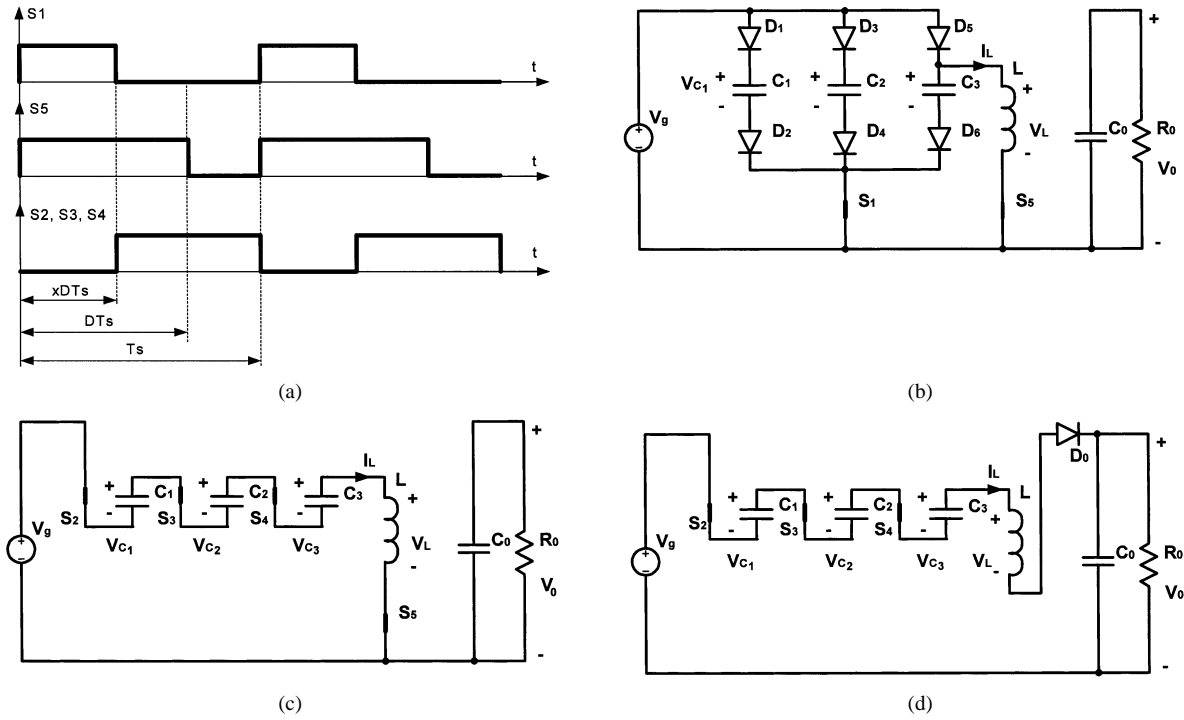 S1
t
S5
t
S2, S3, S4
t
xDTs
DTs
Ts
(a)
D1 D3 D5
IL L
VC1 + C1 + C2 + C3 +
- - - -
Vg D2 D4 D6 VL C0 R0 V0
S1 S5
+
-
(b)
+ C1 + C2 + C3 IL L
S2 - S3 - S4 - +
Vg VC1 VC2 VC3 VL C0 R0
- V0
S5
+
-
(c)
D0 +
+ C1 + C2 + C3 IL L
S2 - S3 - S4 - +
Vg VC1 VC2 VC3 VL - C0 R0
V0
-
(d)